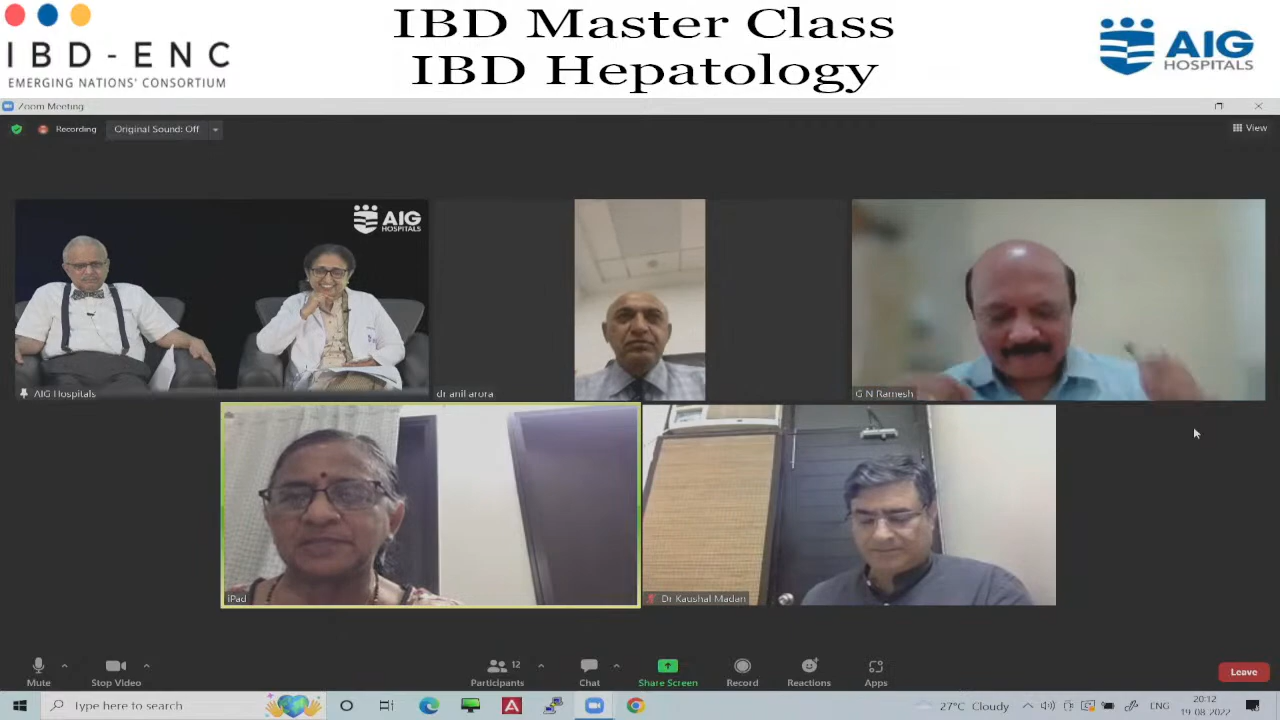 IBD Master Class
IBD Hepatology
IBD-ENC
EMERGING NATIONS' CONSORTIUM
AIG
HOSPITALS
Zoom Meeting
Recording
Original Sound: Off
View
AIG
HOSPITALS
AIG Hospitals
dr anil arora
G N Ramesh
iPad
Dr Kaushal Madan
Mute
Stop Video
Participants
12
Chat
Share Screen
Record
Reactions
Apps
Leave
Type here to search
27°C Cloudy
ENG
20:12
19-08-2022